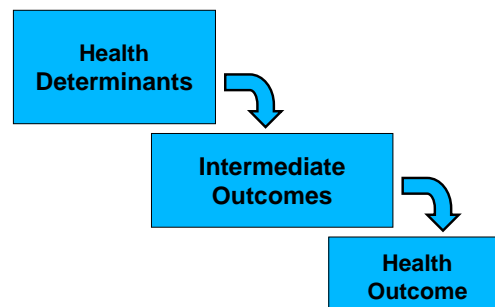 Health
Determinants
Intermediate
Outcomes
Health
Outcome